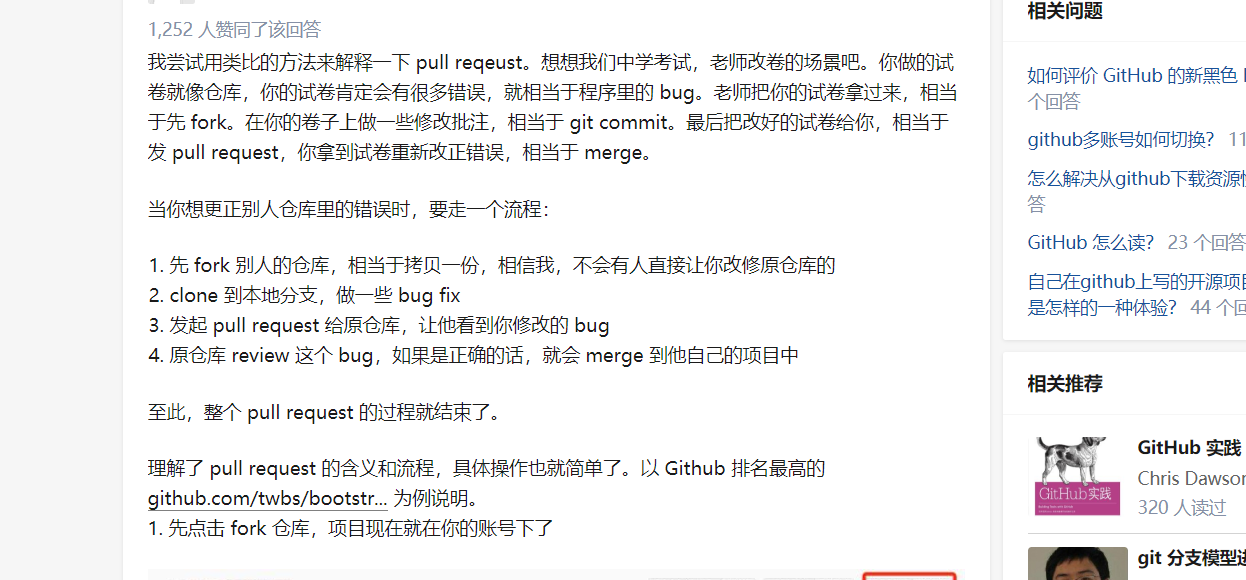 1,252 人赞同了该回答
我尝试用类比的方法来解释一下 pull reqeust。想想我们中学考试，老师改卷的场景吧。你做的试
卷就像仓库，你的试卷肯定会有很多错误，就相当于程序里的 bug。老师把你的试卷拿过来，相当
于先 fork。在你的卷子上做一些修改批注，相当于 git commit。最后把改好的试卷给你，相当于
发 pull request，你拿到试卷重新改正错误，相当于 merge。
当你想更正别人仓库里的错误时，要走一个流程：
1. 先 fork 别人的仓库，相当于拷贝一份，相信我，不会有人直接让你改修原仓库的
2. clone 到本地分支，做一些 bug fix
3. 发起 pull request 给原仓库，让他看到你修改的 bug
4. 原仓库 review 这个 bug，如果是正确的话，就会 merge 到他自己的项目中
至此，整个 pull request 的过程就结束了。
理解了 pull request 的含义和流程，具体操作也就简单了。以 Github 排名最高的
github.com/twbs/bootstr... 为例说明。
1. 先点击 fork 仓库，项目现在就在你的账号下了
相关问题
如何评价 GitHub 的新黑色
个回答
github多账号如何切换？ 11
怎么解决从github下载资源
答
GitHub 怎么读？ 23 个回答
自己在github上写的开源项目
是怎样的一种体验？ 44 个回
相关推荐
GitHub 实践
Chris Dawson
320 人读过
GitHub实践
git 分支模型